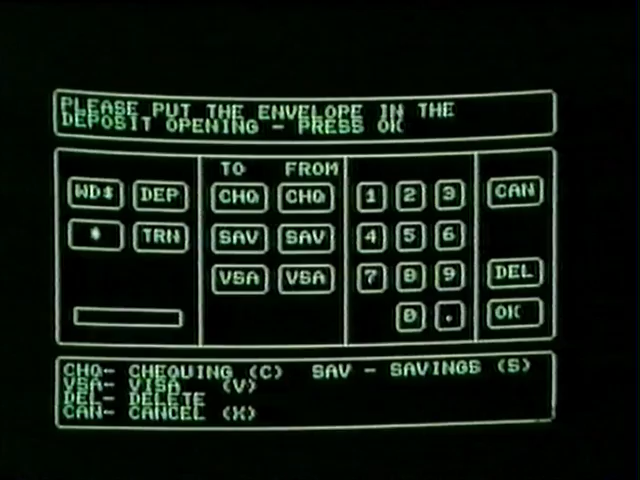 PLEASE PUT THE ENVELOPE IN THE
DEPOSIT OPENING - PRESS OK
TO FROM
WD$ DEP CHQ CHQ 1 2 3 CAN
* TRN SAV SAV 4 5 6
VSA VSA 7 8 9 DEL
0 . OK
CHQ- CHEQUING (C) SAV - SAVINGS (S)
VSA- VISA (V)
DEL- DELETE
CAN- CANCEL (X)